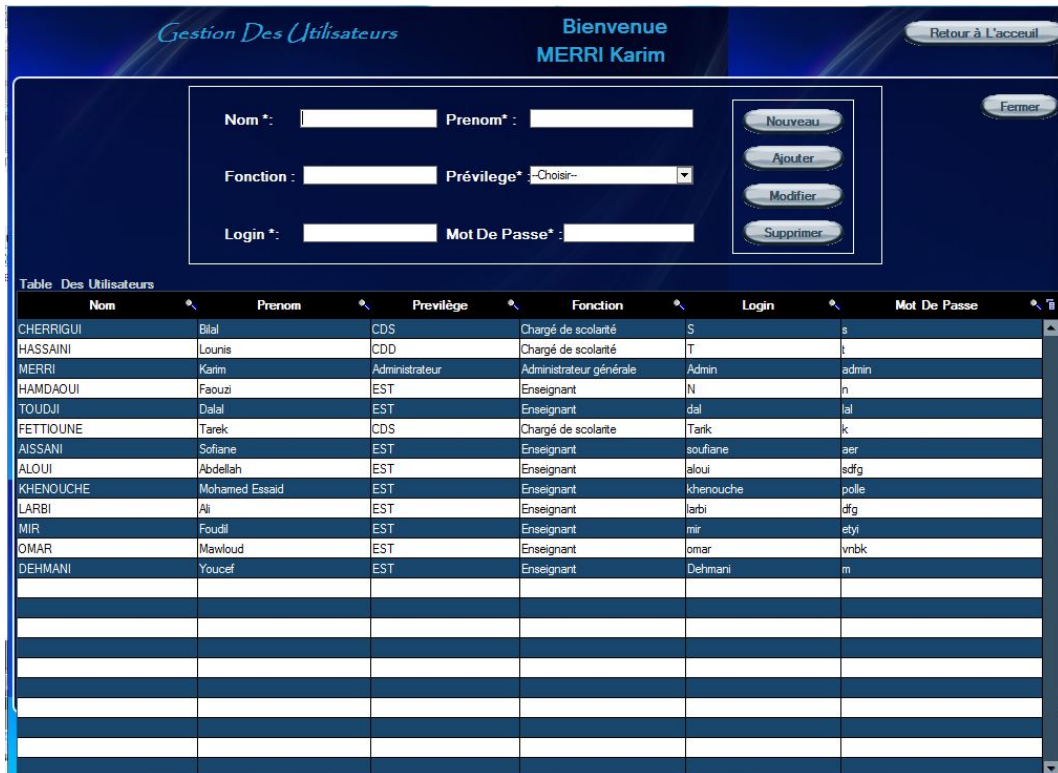 Gestion Des Utilisateurs
Bienvenue
MERRI Karim
Retour à L'acceuil
Fermer
Nom *: Prenom* :
Fonction : Prévilege* : --Choisir--
Login *: Mot De Passe* :
Nouveau
Ajouter
Modifier
Supprimer
Table Des Utilisateurs
Nom Prenom Previlège Fonction Login Mot De Passe
CHERRIGUI Bilal CDS Chargé de scolarité S s
HASSAINI Lounis CDD Chargé de scolarité T t
MERRI Karim Administrateur Administrateur générale Admin admin
HAMDAOUI Faouzi EST Enseignant N n
TOUDJI Dalal EST Enseignant dal lal
FETTIOUNE Tarek CDS Chargé de scolarite Tarik k
AISSANI Sofiane EST Enseignant soufiane aer
ALOUI Abdellah EST Enseignant aloui sdfg
KHENOUCHE Mohamed Essaid EST Enseignant khenouche polle
LARBI Ali EST Enseignant larbi dfg
MIR Foudil EST Enseignant mir etyi
OMAR Mawloud EST Enseignant omar vnbk
DEHMANI Youcef EST Enseignant Dehmani m